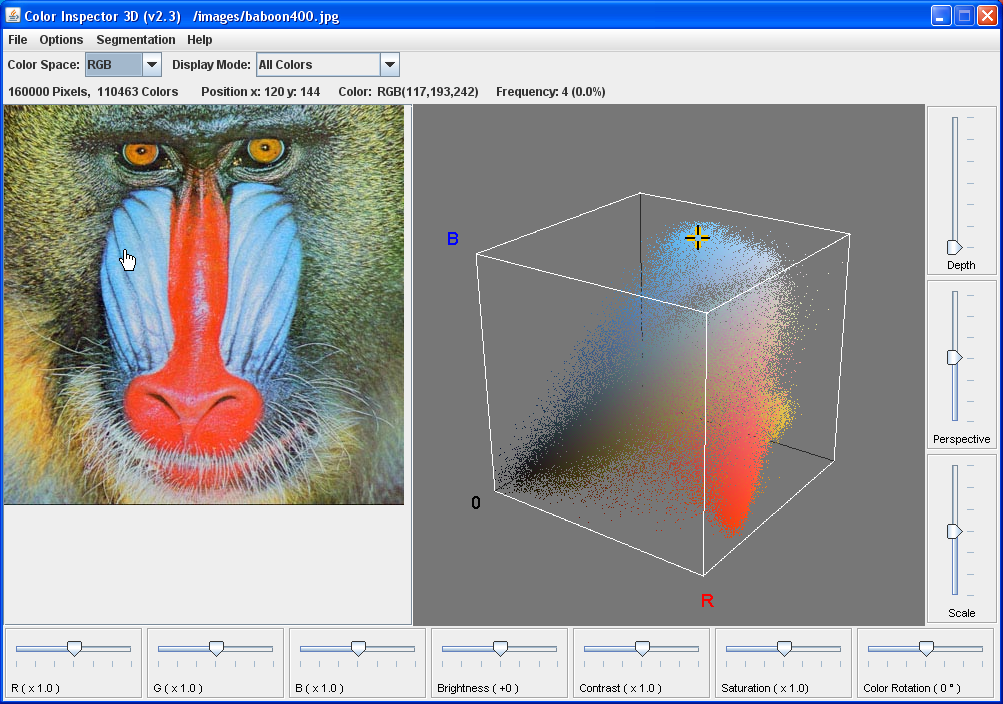 Color Inspector 3D (v2.3)   /images/baboon400.jpg
File Options Segmentation Help
Color Space: RGB Display Mode: All Colors
160000 Pixels, 110463 Colors Position x: 120 y: 144 Color: RGB(117,193,242) Frequency: 4 (0.0%)
B
0
R
Depth
Perspective
Scale
R ( x 1.0 )
G ( x 1.0 )
B ( x 1.0 )
Brightness ( +0 )
Contrast ( x 1.0 )
Saturation ( x 1.0)
Color Rotation ( 0 ° )